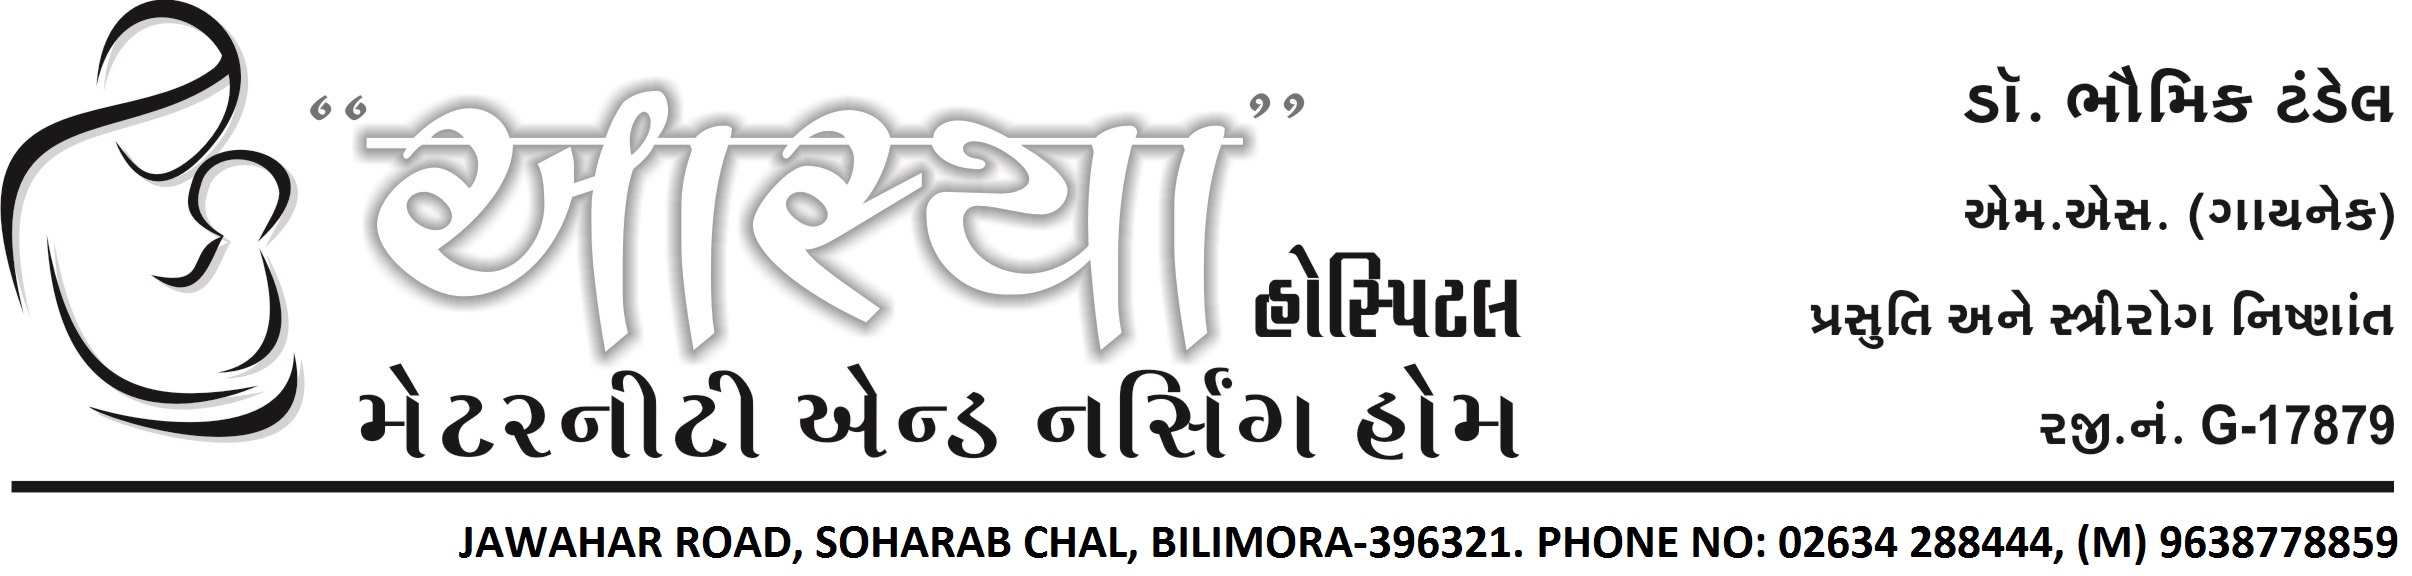 “આસ્થા”
હોસ્પિટલ
મેટરનીટી એન્ડ નર્સિંગ હોમ
ડૉ. ભૌમિક ટંડેલ
એમ.એસ. (ગાયનેક)
પ્રસુતિ અને સ્ત્રીરોગ નિષ્ણાંત
રજી.નં. G-17879
JAWAHAR ROAD, SOHARAB CHAL, BILIMORA-396321. PHONE NO: 02634 288444, (M) 9638778859